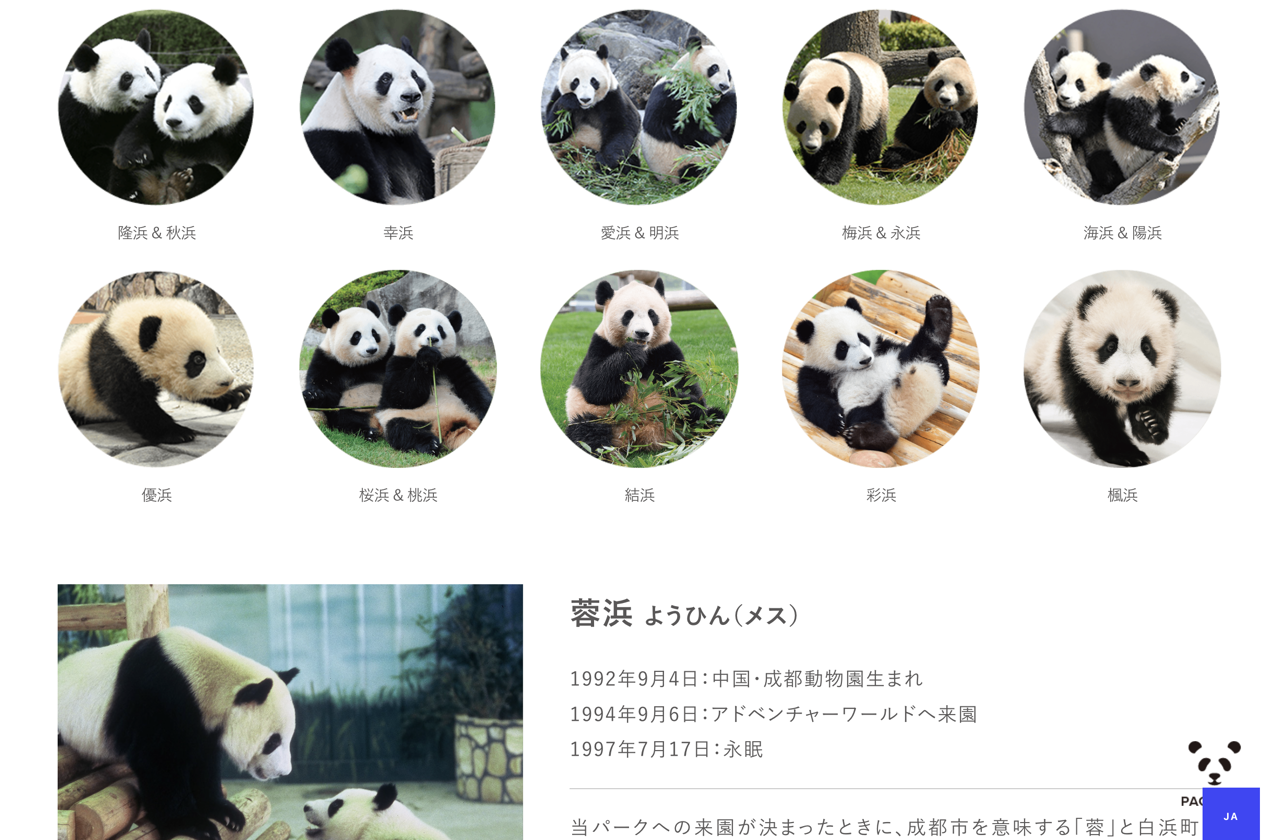 隆浜 & 秋浜
幸浜
愛浜 & 明浜
梅浜 & 永浜
海浜 & 陽浜
優浜
桜浜 & 桃浜
結浜
彩浜
楓浜
蓉浜 ようひん（メス）
1992年9月4日：中国・成都動物園生まれ
1994年9月6日：アドベンチャーワールドへ来園
1997年7月17日：永眠
当パークへの来園が決まったときに、成都市を意味する「蓉」と白浜町
JA